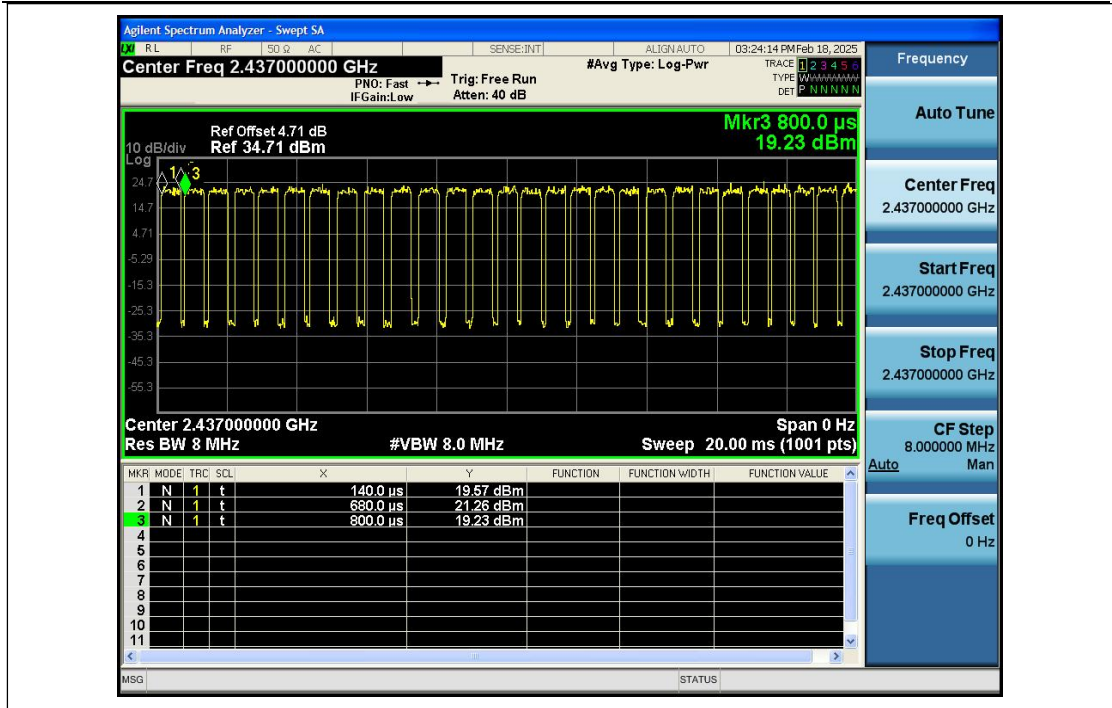 Agilent Spectrum Analyzer - Swept SA
LXI RL RF 50 Ω AC SENSE:INT ALIGNAUTO 03:24:14 PM Feb 18, 2025
Center Freq 2.437000000 GHz
PNO: Fast
IFGain:Low
Trig: Free Run
Atten: 40 dB
#Avg Type: Log-Pwr
TRACE 1 2 3 4 5 6
TYPE WWWWWW
DET P N N N N N
Mkr3 800.0 µs
19.23 dBm
Ref Offset 4.71 dB
10 dB/div Ref 34.71 dBm
Log
1 3
24.7
14.7
4.71
-5.29
-15.3
-25.3
-35.3
-45.3
-55.3
Center 2.437000000 GHz Span 0 Hz
Res BW 8 MHz #VBW 8.0 MHz Sweep 20.00 ms (1001 pts)
MKR MODE TRC SCL X Y FUNCTION FUNCTION WIDTH FUNCTION VALUE
1 N 1 t 140.0 µs 19.57 dBm
2 N 1 t 680.0 µs 21.26 dBm
3 N 1 t 800.0 µs 19.23 dBm
4
5
6
7
8
9
10
11
MSG STATUS
Frequency
Auto Tune
Center Freq
2.437000000 GHz
Start Freq
2.437000000 GHz
Stop Freq
2.437000000 GHz
CF Step
8.000000 MHz
Auto Man
Freq Offset
0 Hz